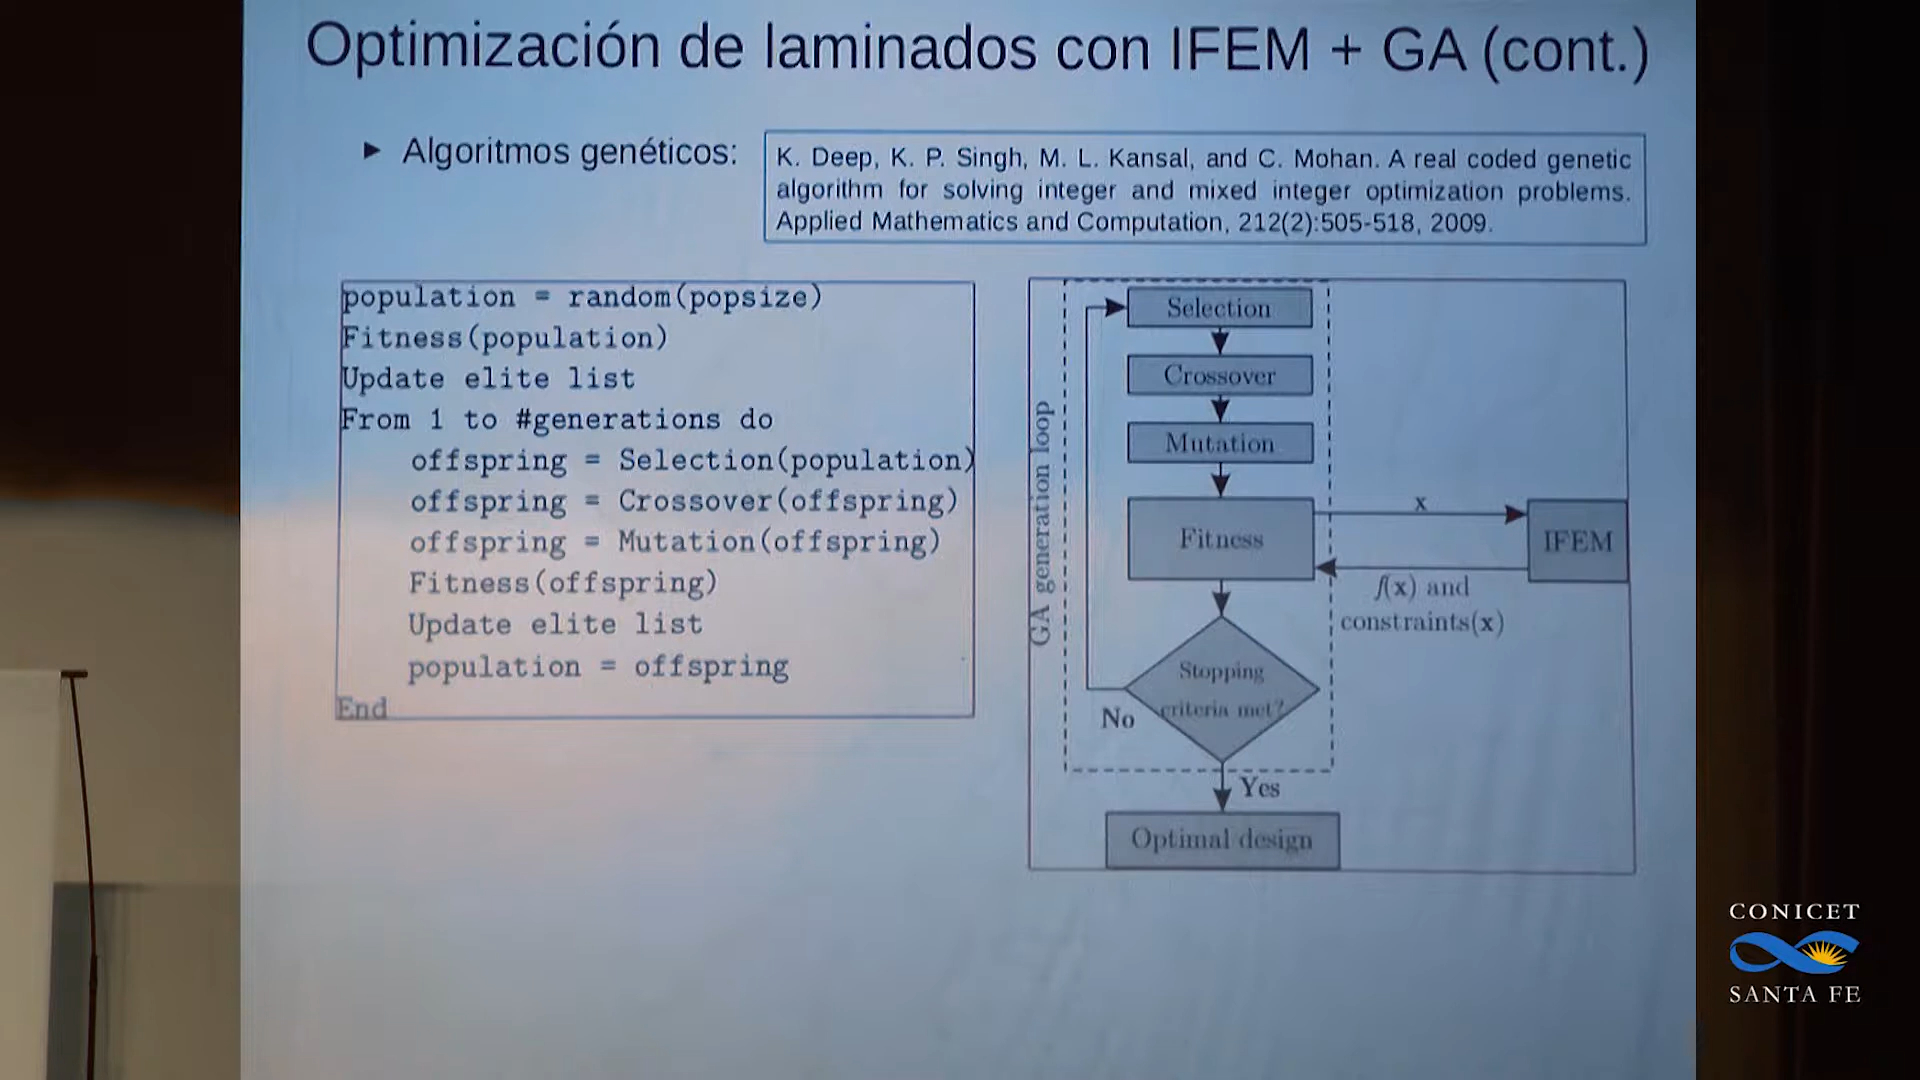 Optimización de laminados con IFEM + GA (cont.)
► Algoritmos genéticos:
K. Deep, K. P. Singh, M. L. Kansal, and C. Mohan. A real coded genetic
algorithm for solving integer and mixed integer optimization problems.
Applied Mathematics and Computation, 212(2):505-518, 2009.
population = random(popsize)
Fitness(population)
Update elite list
From 1 to #generations do
offspring = Selection(population)
offspring = Crossover(offspring)
offspring = Mutation(offspring)
Fitness(offspring)
Update elite list
population = offspring
End
GA generation loop
Selection
Crossover
Mutation
Fitness
x
IFEM
f(x) and
constraints(x)
Stopping
criteria met?
No
Yes
Optimal design
CONICET
SANTA FE